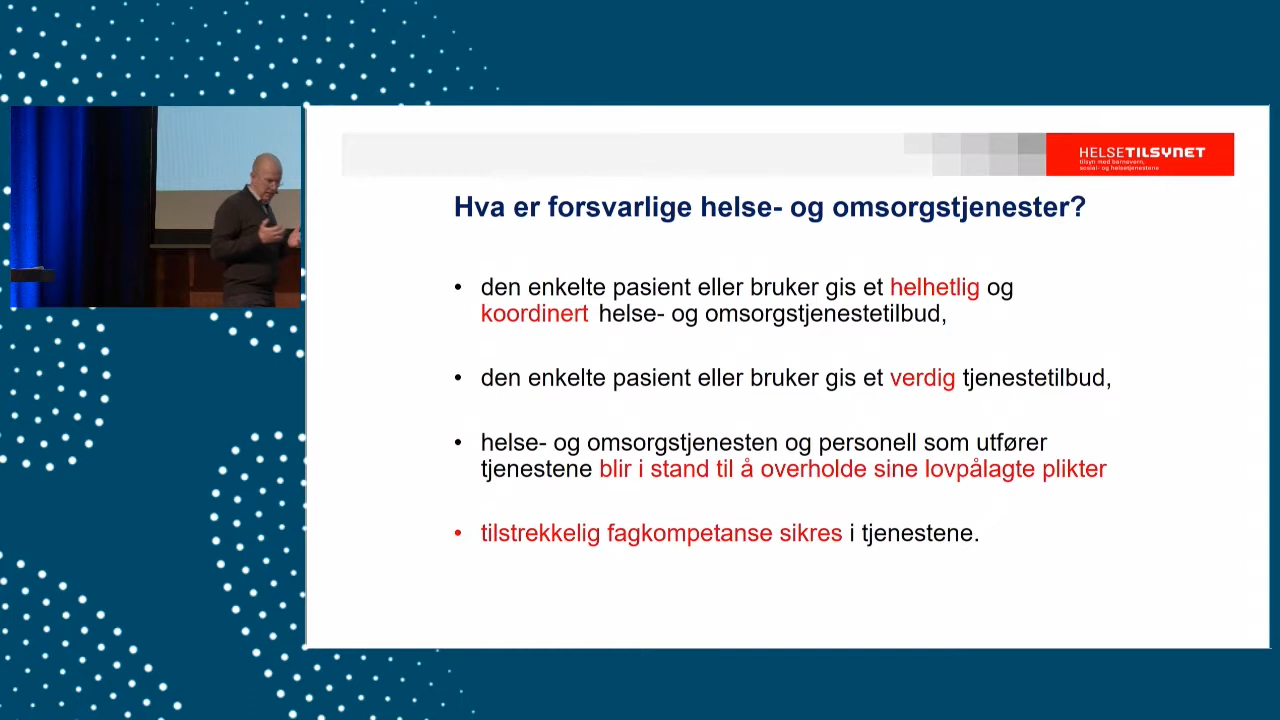 HELSETILSYNET
tilsyn med barnevern,
sosial- og helsetjenestene
Hva er forsvarlige helse- og omsorgstjenester?
• den enkelte pasient eller bruker gis et helhetlig og
koordinert helse- og omsorgstjenestetilbud,
• den enkelte pasient eller bruker gis et verdig tjenestetilbud,
• helse- og omsorgstjenesten og personell som utfører
tjenestene blir i stand til å overholde sine lovpålagte plikter
• tilstrekkelig fagkompetanse sikres i tjenestene.